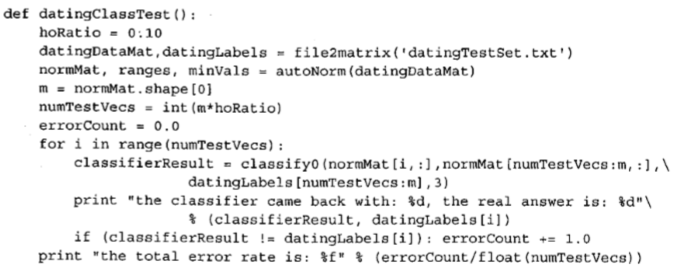 def datingClassTest():
    hoRatio = 0.10
    datingDataMat,datingLabels = file2matrix('datingTestSet.txt')
    normMat, ranges, minVals = autoNorm(datingDataMat)
    m = normMat.shape[0]
    numTestVecs = int(m*hoRatio)
    errorCount = 0.0
    for i in range(numTestVecs):
        classifierResult = classify0(normMat[i,:],normMat[numTestVecs:m,:],\
                    datingLabels[numTestVecs:m],3)
        print "the classifier came back with: %d, the real answer is: %d"\
                    % (classifierResult, datingLabels[i])
        if (classifierResult != datingLabels[i]): errorCount += 1.0
    print "the total error rate is: %f" % (errorCount/float(numTestVecs))